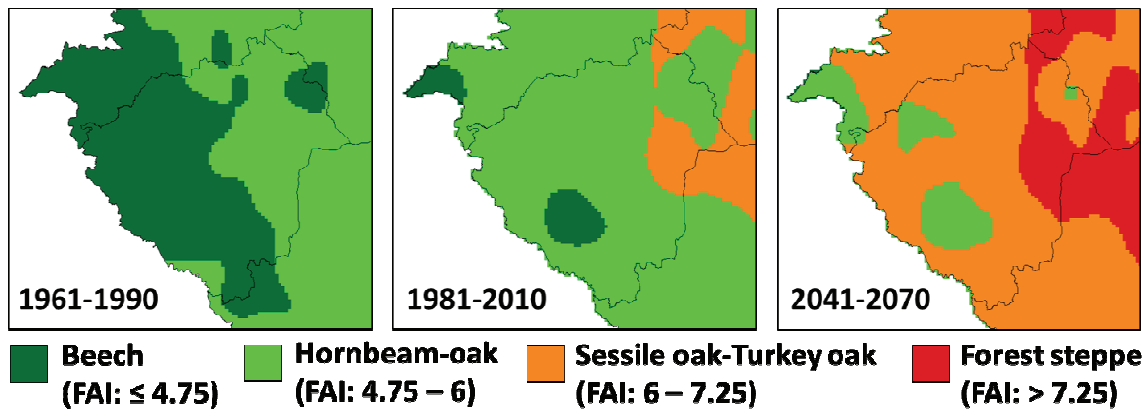 1961-1990
1981-2010
2041-2070
Beech
(FAI: ≤ 4.75)
Hornbeam-oak
(FAI: 4.75 – 6)
Sessile oak-Turkey oak
(FAI: 6 – 7.25)
Forest steppe
(FAI: > 7.25)